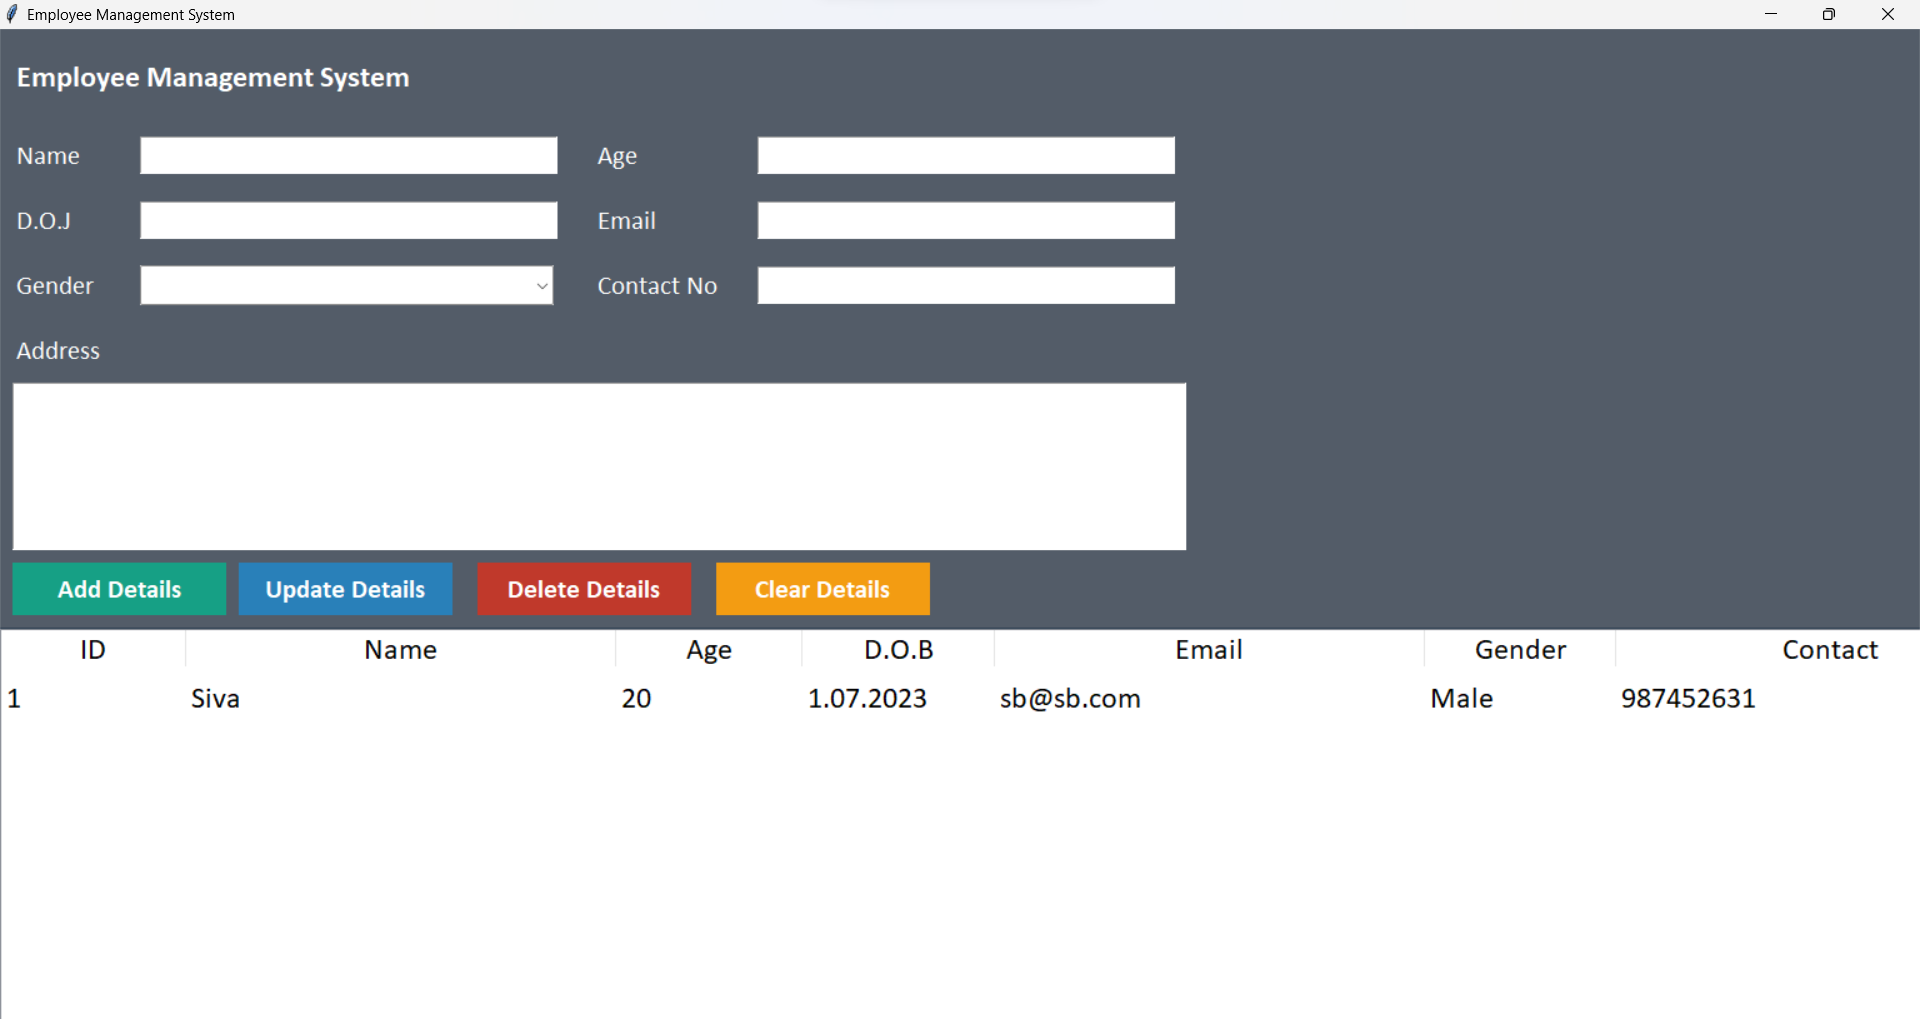 Employee Management System
Employee Management System
Name Age
D.O.J Email
Gender Contact No
Address
Add Details Update Details Delete Details Clear Details
ID Name Age D.O.B Email Gender Contact
1 Siva 20 1.07.2023 sb@sb.com Male 987452631